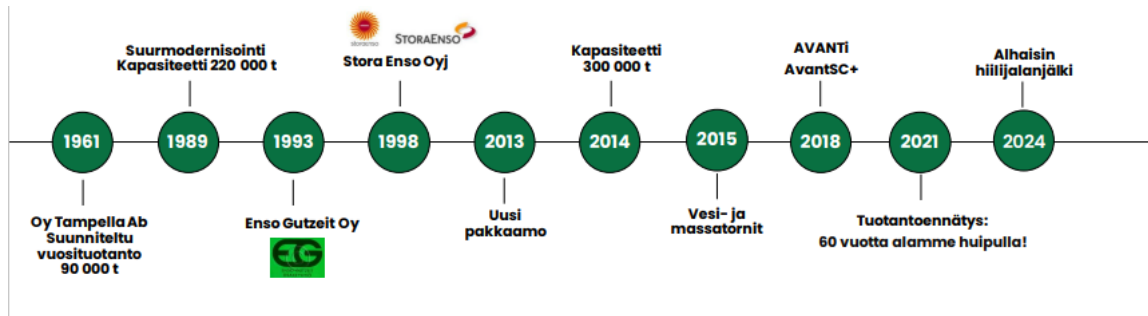 1961
Oy Tampella Ab
Suunniteltu
vuosituotanto
90 000 t
Suurmodernisointi
Kapasiteetti 220 000 t
1989
1993
Enso Gutzeit Oy
EG
storaenso
STORAENSO
Stora Enso Oyj
1998
2013
Uusi
pakkaamo
Kapasiteetti
300 000 t
2014
2015
Vesi- ja
massatornit
AVANTi
AvantSC+
2018
2021
Tuotantoennätys:
60 vuotta alamme huipulla!
Alhaisin
hiilijalanjälki
2024